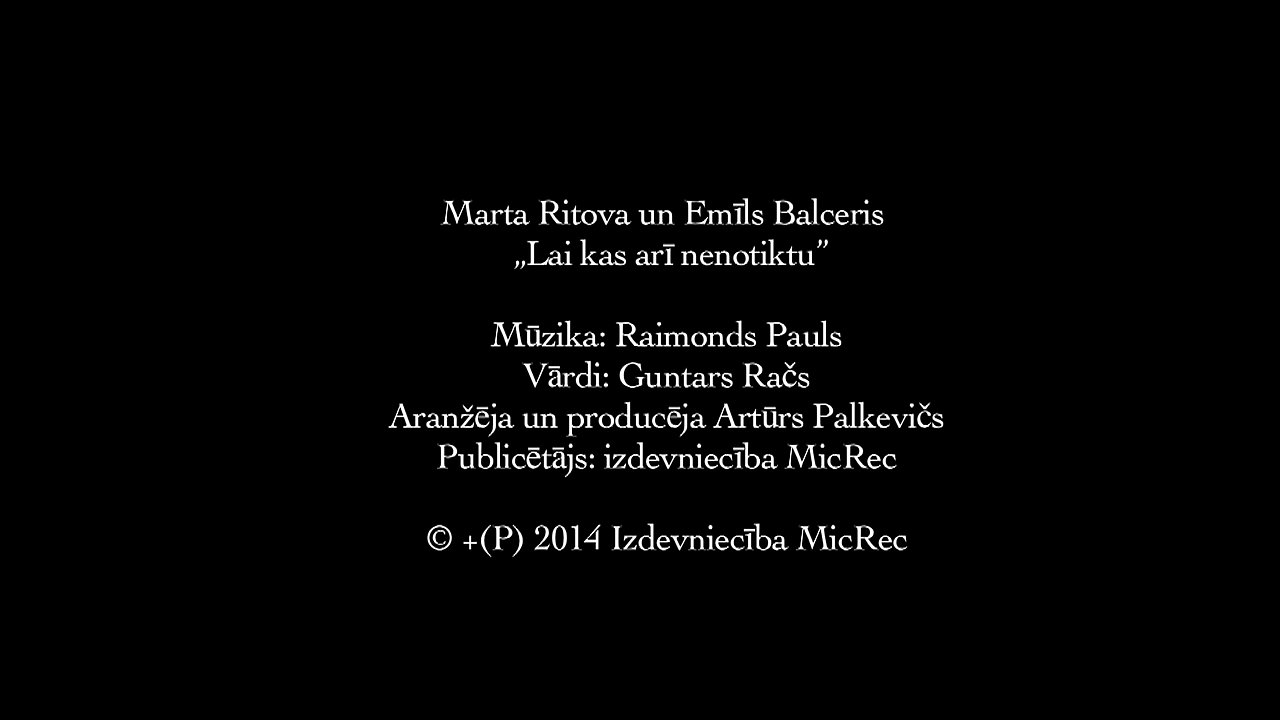 Marta Ritova un Emīls Balceris
„Lai kas arī nenotiktu”
Mūzika: Raimonds Pauls
Vārdi: Guntars Račs
Aranžēja un producēja Artūrs Palkevičs
Publicētājs: izdevniecība MicRec
© +(P) 2014 Izdevniecība MicRec